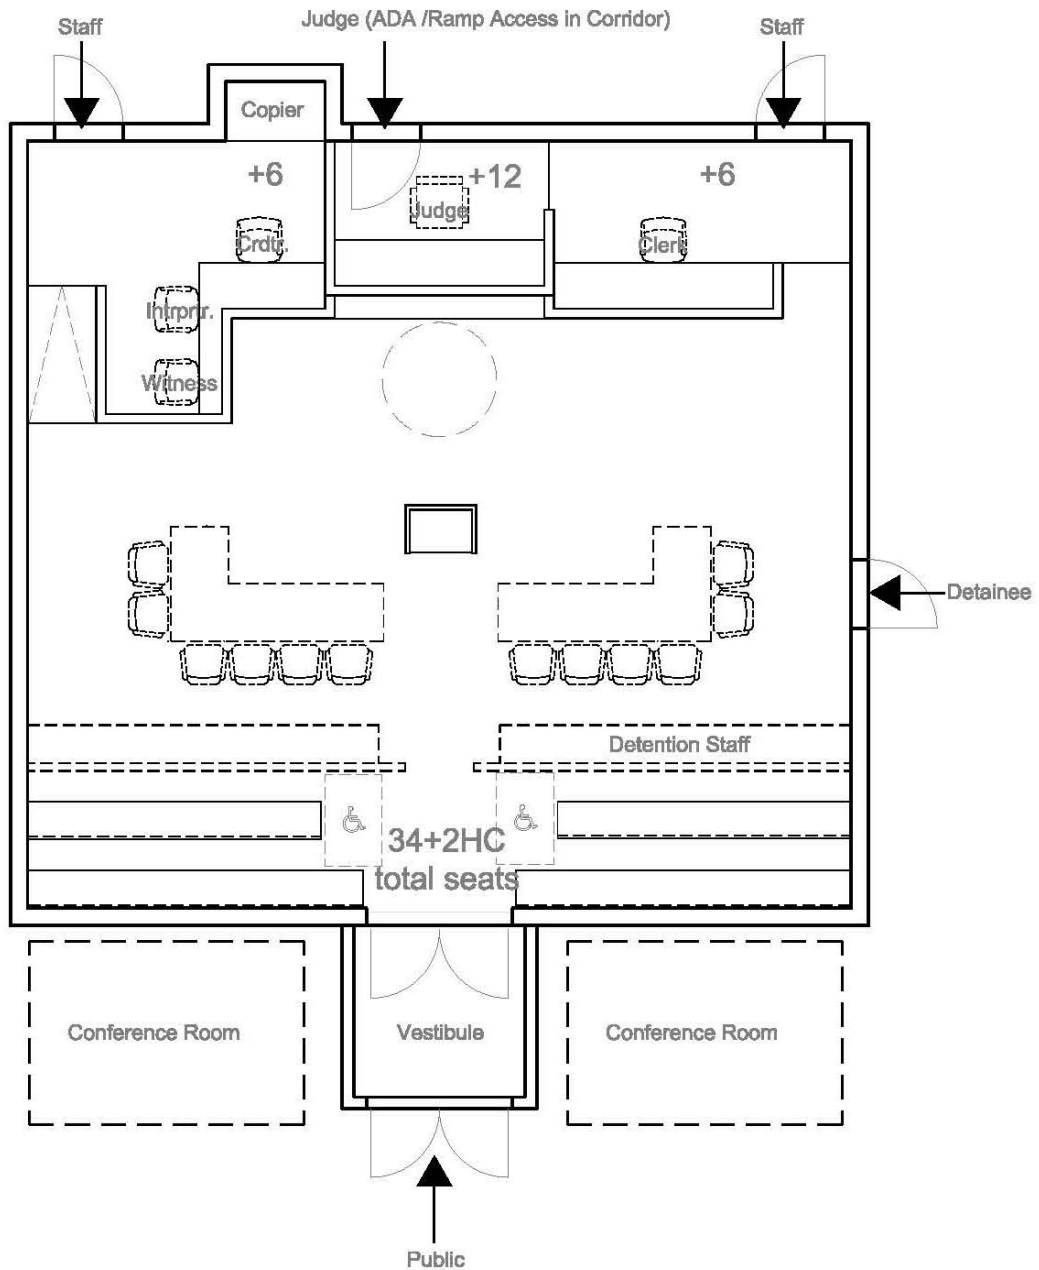 Judge (ADA /Ramp Access in Corridor)
Staff
Staff
Copier
+6
+12
+6
Judge
Crdtr.
Clerk
Intrprtr.
Witness
Detainee
Detention Staff
34+2HC
total seats
Conference Room
Vestibule
Conference Room
Public